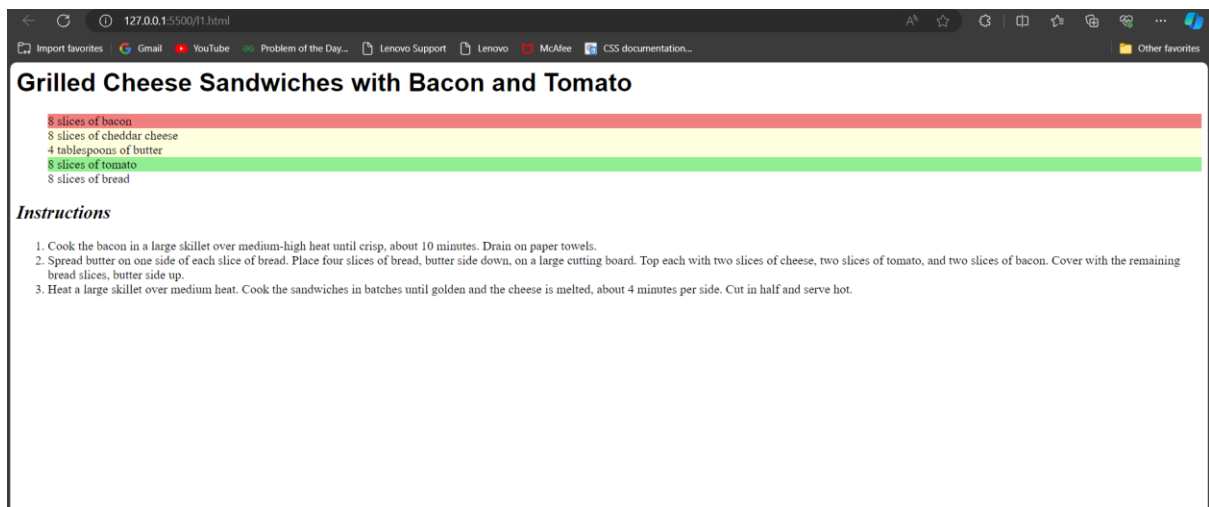 127.0.0.1:5500/l1.html
Import favorites Gmail YouTube Problem of the Day... Lenovo Support Lenovo McAfee CSS documentation... Other favorites
Grilled Cheese Sandwiches with Bacon and Tomato
8 slices of bacon
8 slices of cheddar cheese
4 tablespoons of butter
8 slices of tomato
8 slices of bread
Instructions
1. Cook the bacon in a large skillet over medium-high heat until crisp, about 10 minutes. Drain on paper towels.
2. Spread butter on one side of each slice of bread. Place four slices of bread, butter side down, on a large cutting board. Top each with two slices of cheese, two slices of tomato, and two slices of bacon. Cover with the remaining
bread slices, butter side up.
3. Heat a large skillet over medium heat. Cook the sandwiches in batches until golden and the cheese is melted, about 4 minutes per side. Cut in half and serve hot.